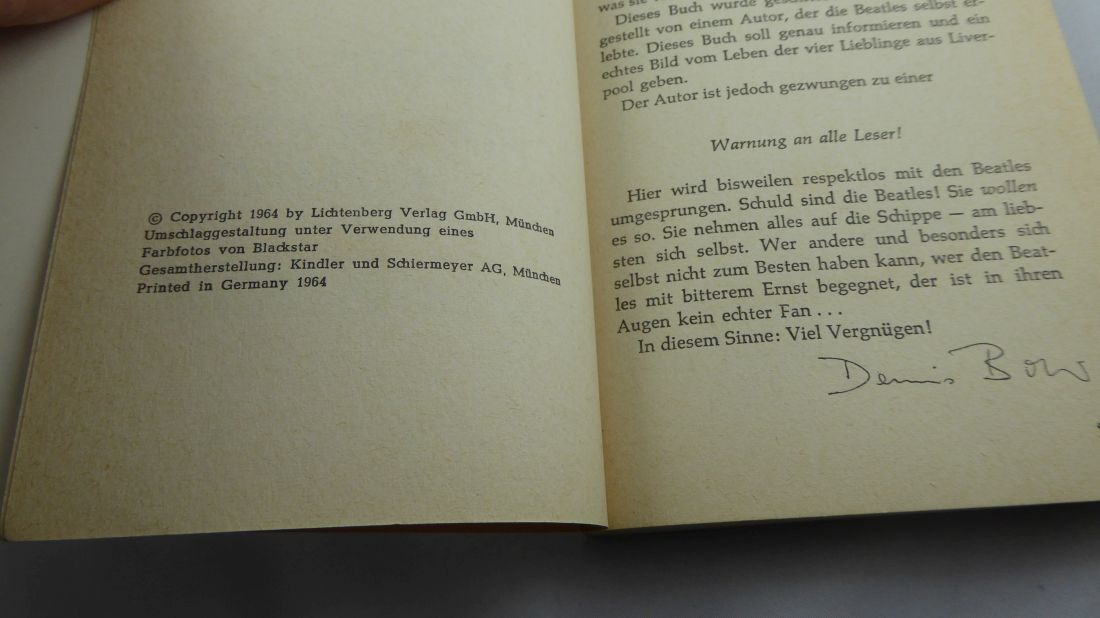 © Copyright 1964 by Lichtenberg Verlag GmbH, München
Umschlaggestaltung unter Verwendung eines
Farbfotos von Blackstar
Gesamtherstellung: Kindler und Schiermeyer AG, München
Printed in Germany 1964
was sie
Dieses Buch wurde
gestellt von einem Autor, der die Beatles selbst er-
lebte. Dieses Buch soll genau informieren und ein
echtes Bild vom Leben der vier Lieblinge aus Liver-
pool geben.
Der Autor ist jedoch gezwungen zu einer
Warnung an alle Leser!
Hier wird bisweilen respektlos mit den Beatles
umgesprungen. Schuld sind die Beatles! Sie wollen
es so. Sie nehmen alles auf die Schippe — am lieb-
sten sich selbst. Wer andere und besonders sich
selbst nicht zum Besten haben kann, wer den Beat-
les mit bitterem Ernst begegnet, der ist in ihren
Augen kein echter Fan . . .
In diesem Sinne: Viel Vergnügen!
Denis Bow